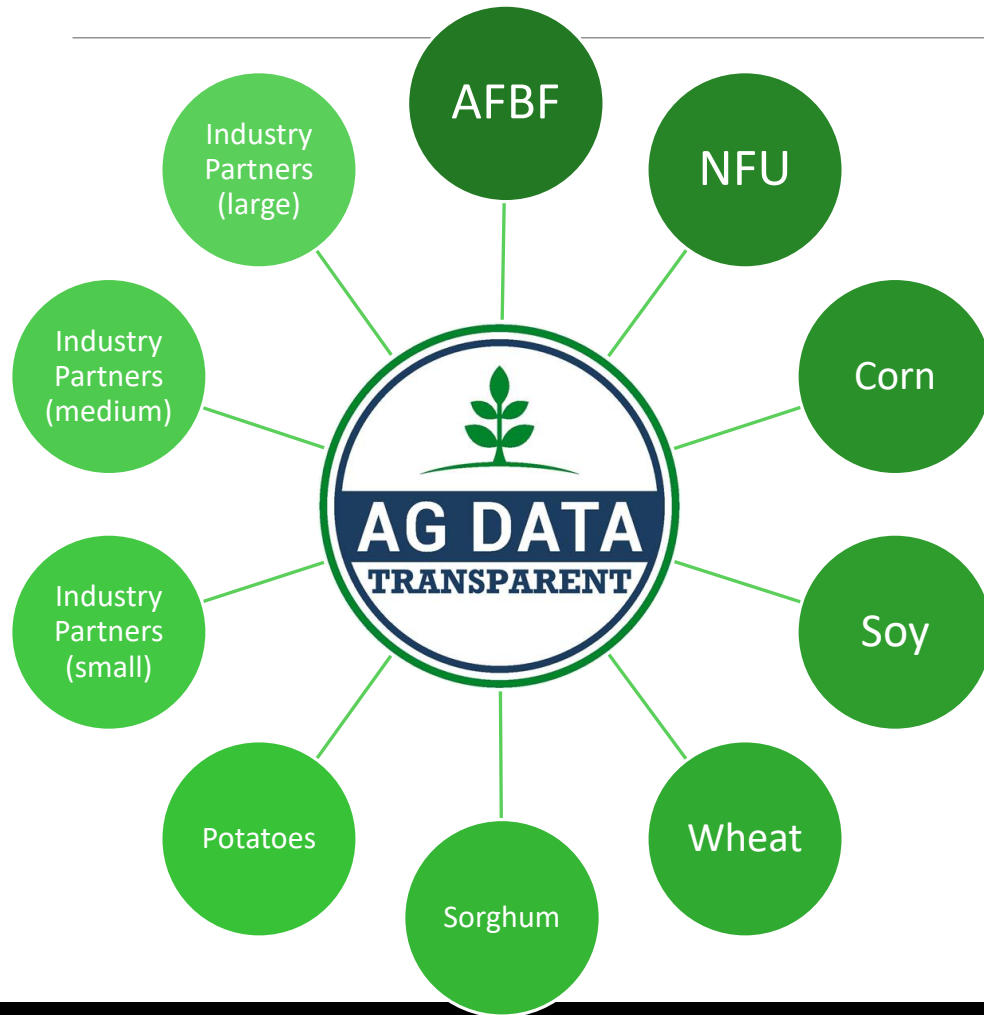 AFBF
NFU
Corn
Soy
Wheat
Sorghum
Potatoes
Industry
Partners
(small)
Industry
Partners
(medium)
Industry
Partners
(large)
AG DATA
TRANSPARENT